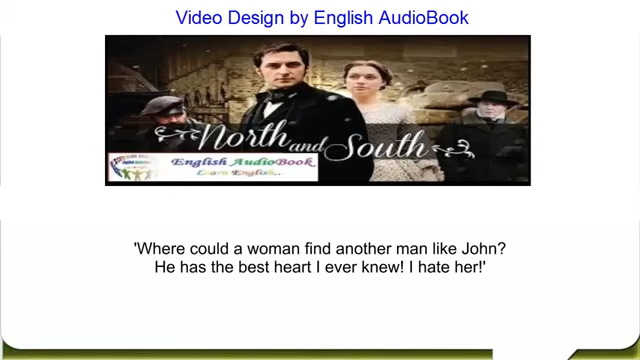 Video Design by English AudioBook
North and South
English AudioBook
Learn English...
'Where could a woman find another man like John?
He has the best heart I ever knew! I hate her!'